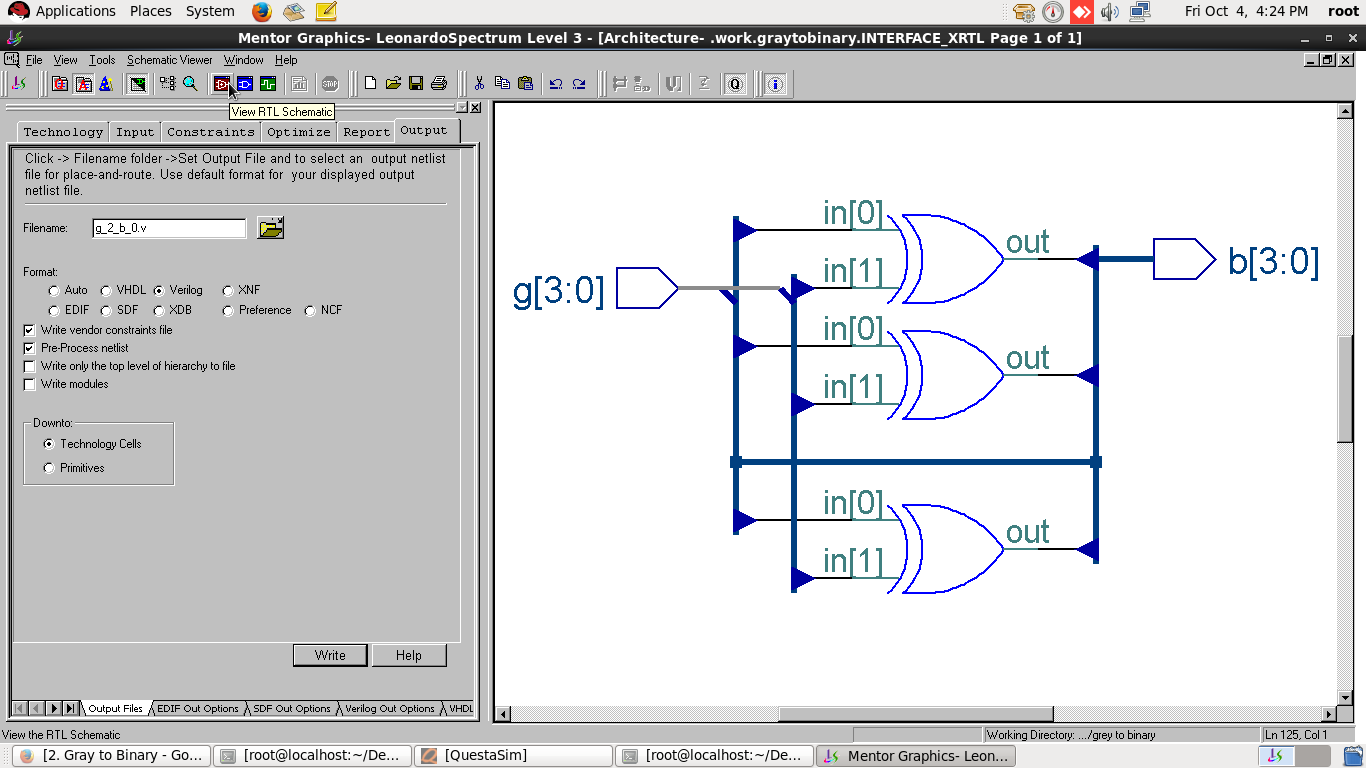 Applications Places System Fri Oct 4, 4:24 PM root
Mentor Graphics- LeonardoSpectrum Level 3 - [Architecture- .work.graytobinary.INTERFACE_XRTL Page 1 of 1]
File View Tools Schematic Viewer Window Help
STOP
View RTL Schematic
Technology Input Constraints Optimize Report Output
Click -> Filename folder ->Set Output File and to select an output netlist
file for place-and-route. Use default format for your displayed output
netlist file.
Filename: g_2_b_0.v
Format:
Auto VHDL Verilog XNF
EDIF SDF XDB Preference NCF
Write vendor constraints file
Pre-Process netlist
Write only the top level of hierarchy to file
Write modules
Downto:
Technology Cells
Primitives
Write Help
Output Files EDIF Out Options SDF Out Options Verilog Out Options VHDL
g[3:0]
in[0]
in[1]
out
b[3:0]
in[0]
in[1]
out
in[0]
in[1]
out
View the RTL Schematic Working Directory: .../grey to binary Ln 125, Col 1
[2. Gray to Binary - Go... [root@localhost:~/De... [QuestaSim] [root@localhost:~/De... Mentor Graphics- Leon...